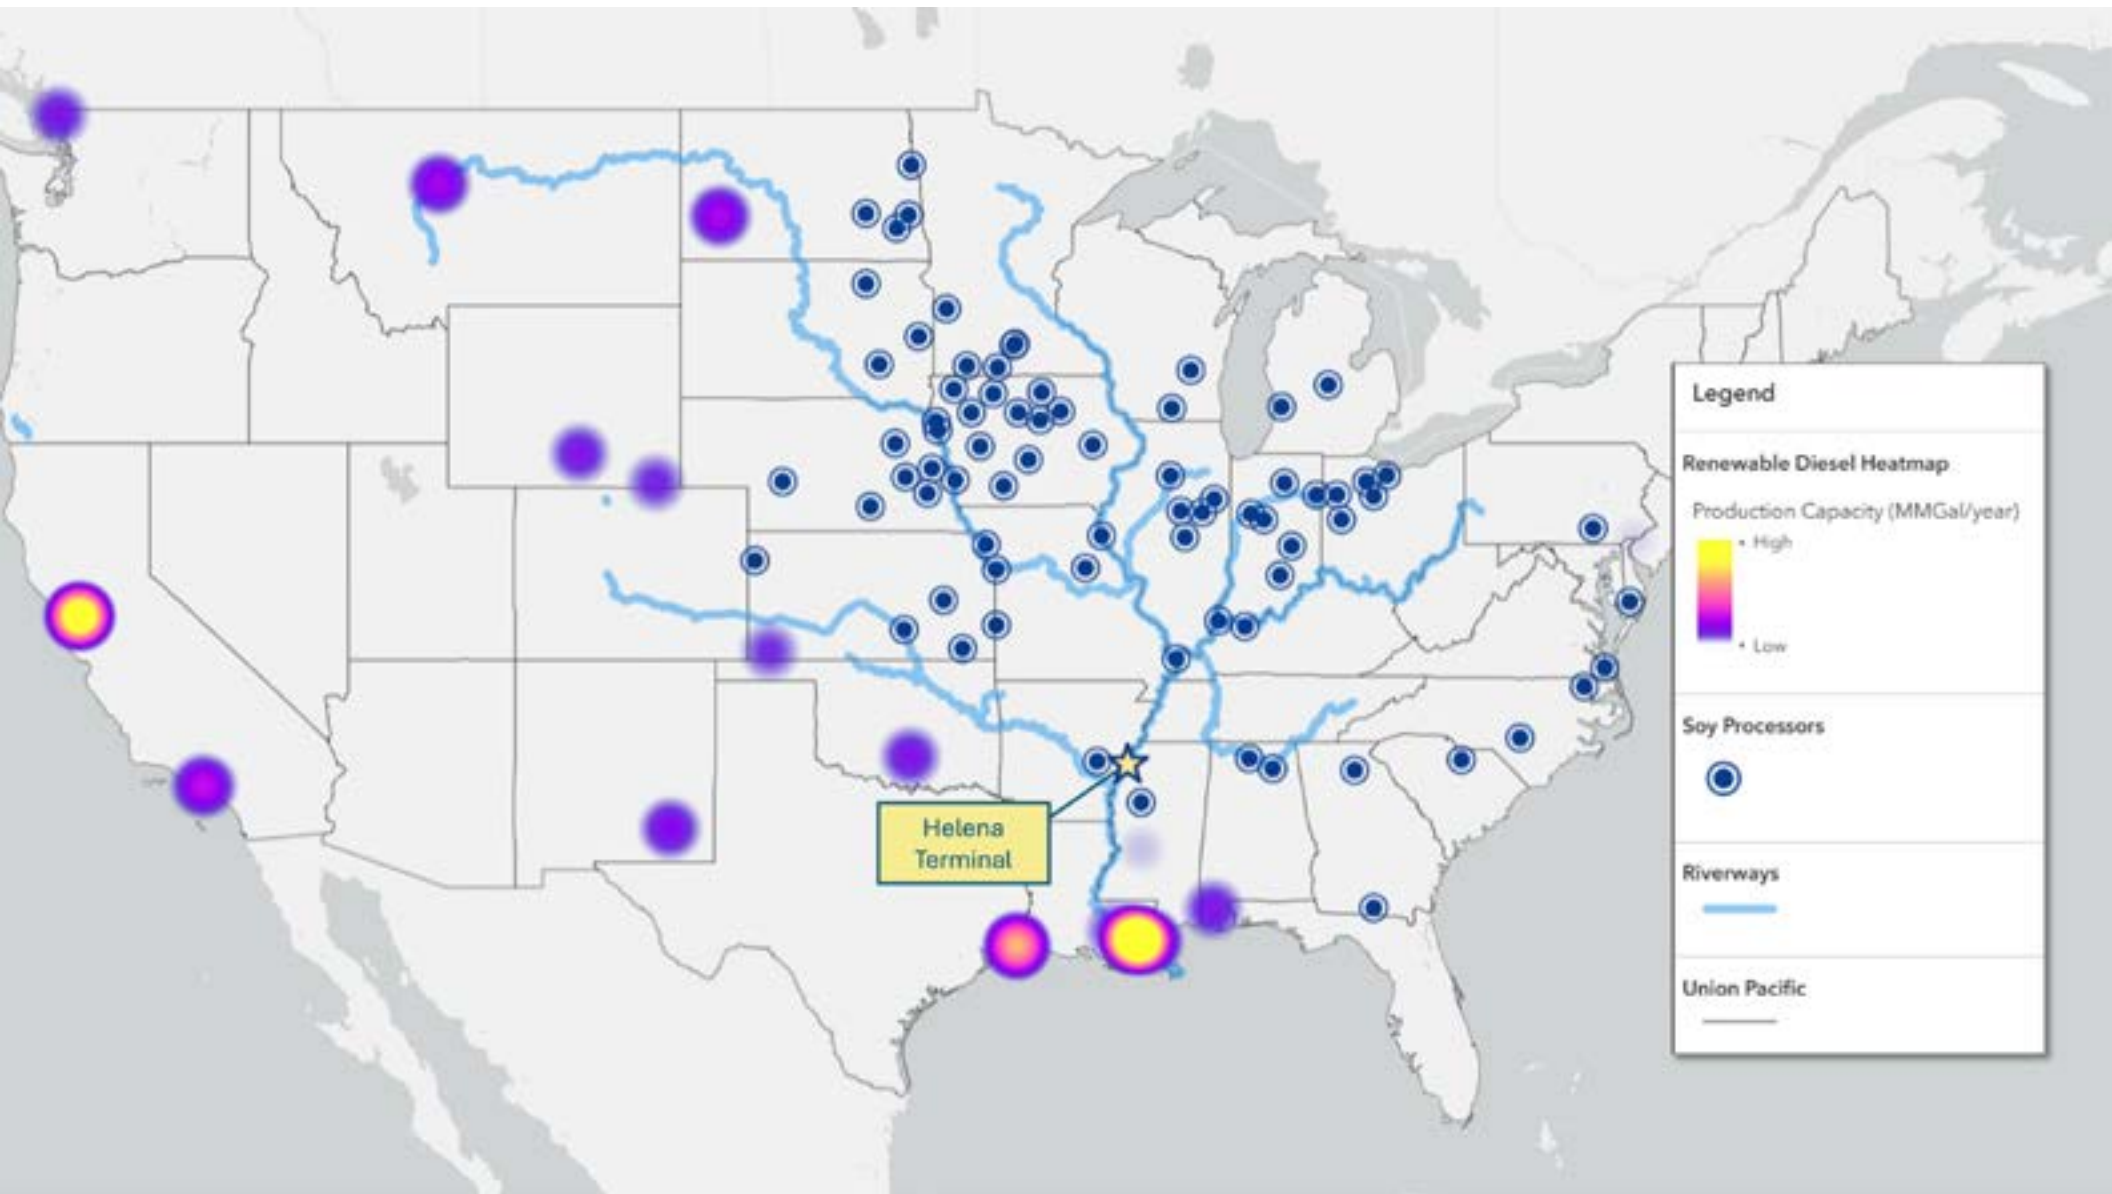 Helena
Terminal
Legend
Renewable Diesel Heatmap
Production Capacity (MMGal/year)
High
Low
Soy Processors
Riverways
Union Pacific